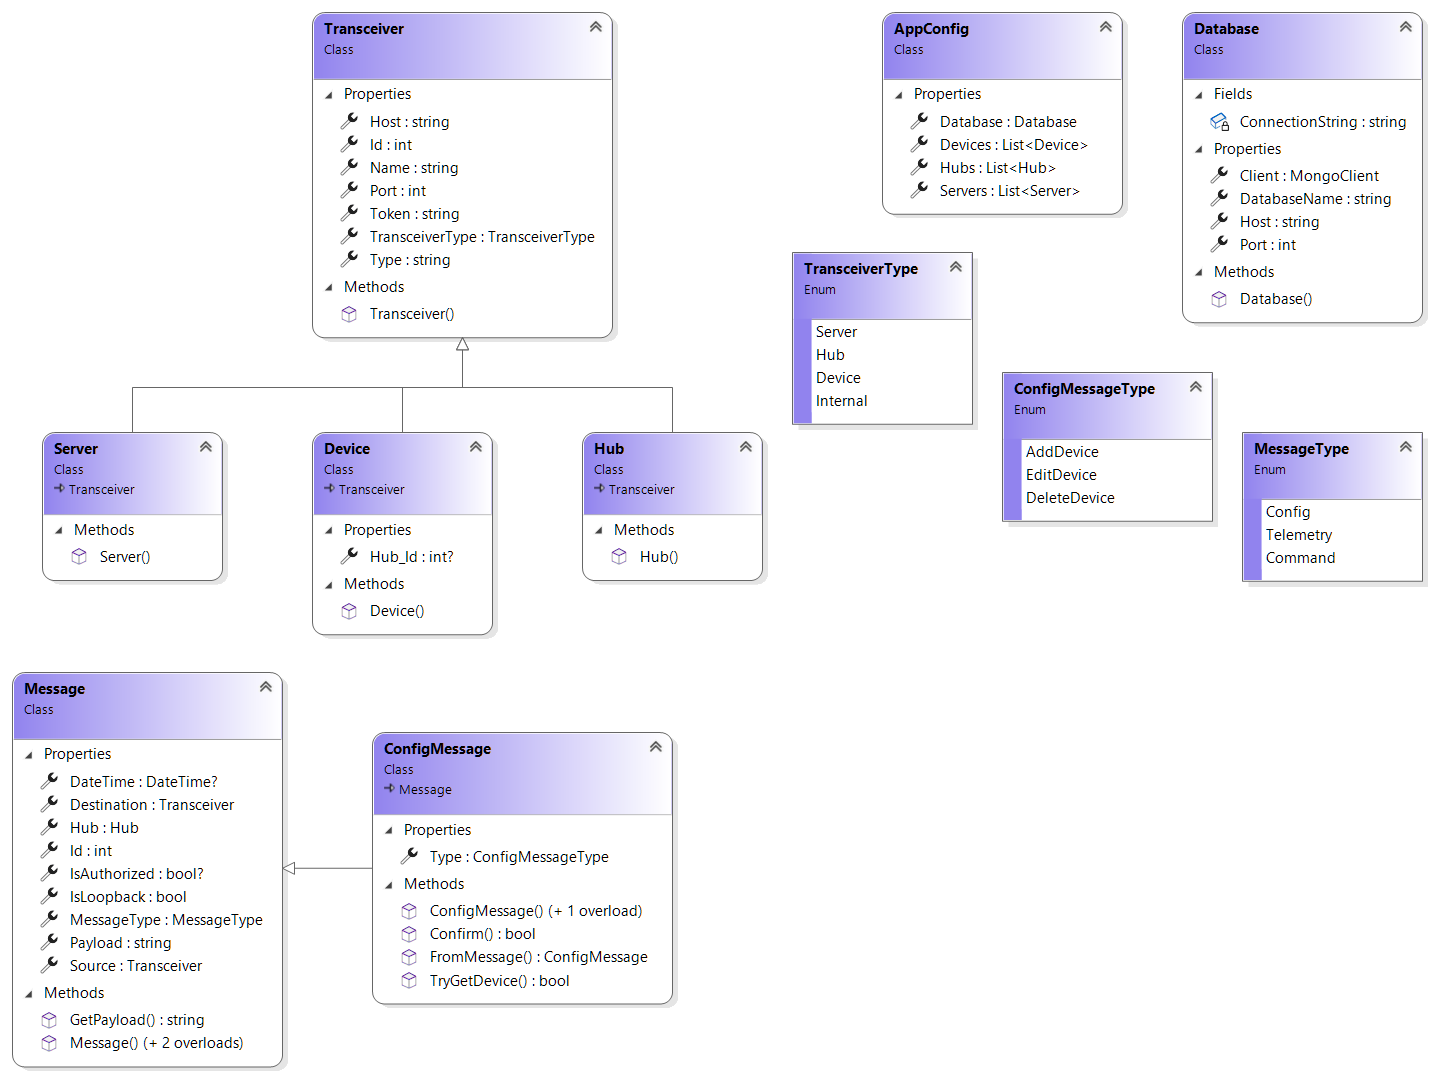 Transceiver
Class
Properties
Host : string
Id : int
Name : string
Port : int
Token : string
TransceiverType : TransceiverType
Type : string
Methods
Transceiver()
AppConfig
Class
Properties
Database : Database
Devices : List<Device>
Hubs : List<Hub>
Servers : List<Server>
Database
Class
Fields
ConnectionString : string
Properties
Client : MongoClient
DatabaseName : string
Host : string
Port : int
Methods
Database()
TransceiverType
Enum
Server
Hub
Device
Internal
ConfigMessageType
Enum
AddDevice
EditDevice
DeleteDevice
MessageType
Enum
Config
Telemetry
Command
Server
Class
Transceiver
Methods
Server()
Device
Class
Transceiver
Properties
Hub_Id : int?
Methods
Device()
Hub
Class
Transceiver
Methods
Hub()
Message
Class
Properties
DateTime : DateTime?
Destination : Transceiver
Hub : Hub
Id : int
IsAuthorized : bool?
IsLoopback : bool
MessageType : MessageType
Payload : string
Source : Transceiver
Methods
GetPayload() : string
Message() (+ 2 overloads)
ConfigMessage
Class
Message
Properties
Type : ConfigMessageType
Methods
ConfigMessage() (+ 1 overload)
Confirm() : bool
FromMessage() : ConfigMessage
TryGetDevice() : bool